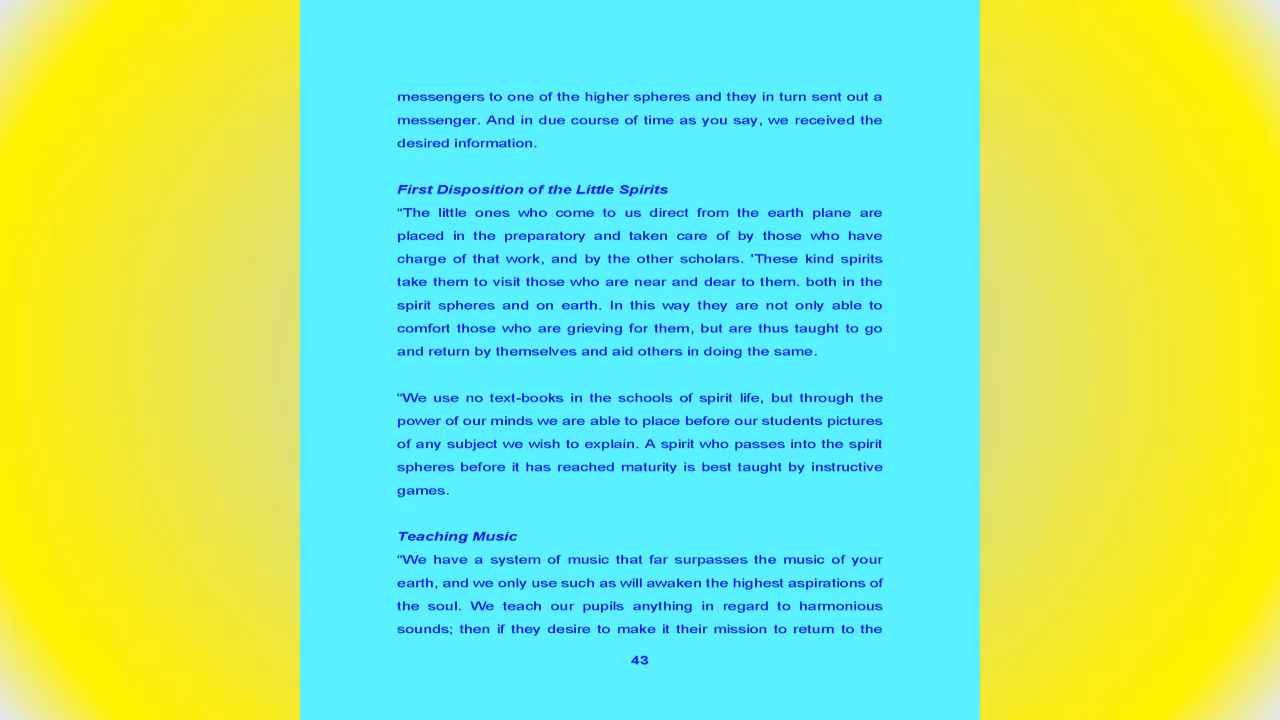 messengers to one of the higher spheres and they in turn sent out a
messenger. And in due course of time as you say, we received the
desired information.
First Disposition of the Little Spirits
“The little ones who come to us direct from the earth plane are
placed in the preparatory and taken care of by those who have
charge of that work, and by the other scholars. 'These kind spirits
take them to visit those who are near and dear to them. both in the
spirit spheres and on earth. In this way they are not only able to
comfort those who are grieving for them, but are thus taught to go
and return by themselves and aid others in doing the same.
“We use no text-books in the schools of spirit life, but through the
power of our minds we are able to place before our students pictures
of any subject we wish to explain. A spirit who passes into the spirit
spheres before it has reached maturity is best taught by instructive
games.
Teaching Music
“We have a system of music that far surpasses the music of your
earth, and we only use such as will awaken the highest aspirations of
the soul. We teach our pupils anything in regard to harmonious
sounds; then if they desire to make it their mission to return to the
43